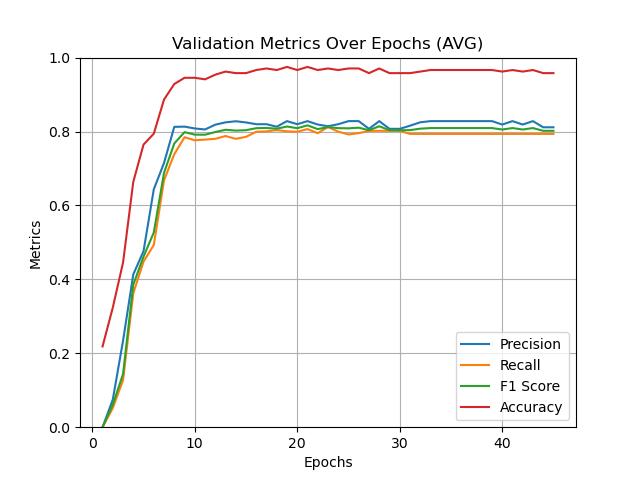 Validation Metrics Over Epochs (AVG)
1.0
0.8
0.6
0.4
0.2
0.0
Metrics
0
10
20
30
40
Epochs
Precision
Recall
F1 Score
Accuracy